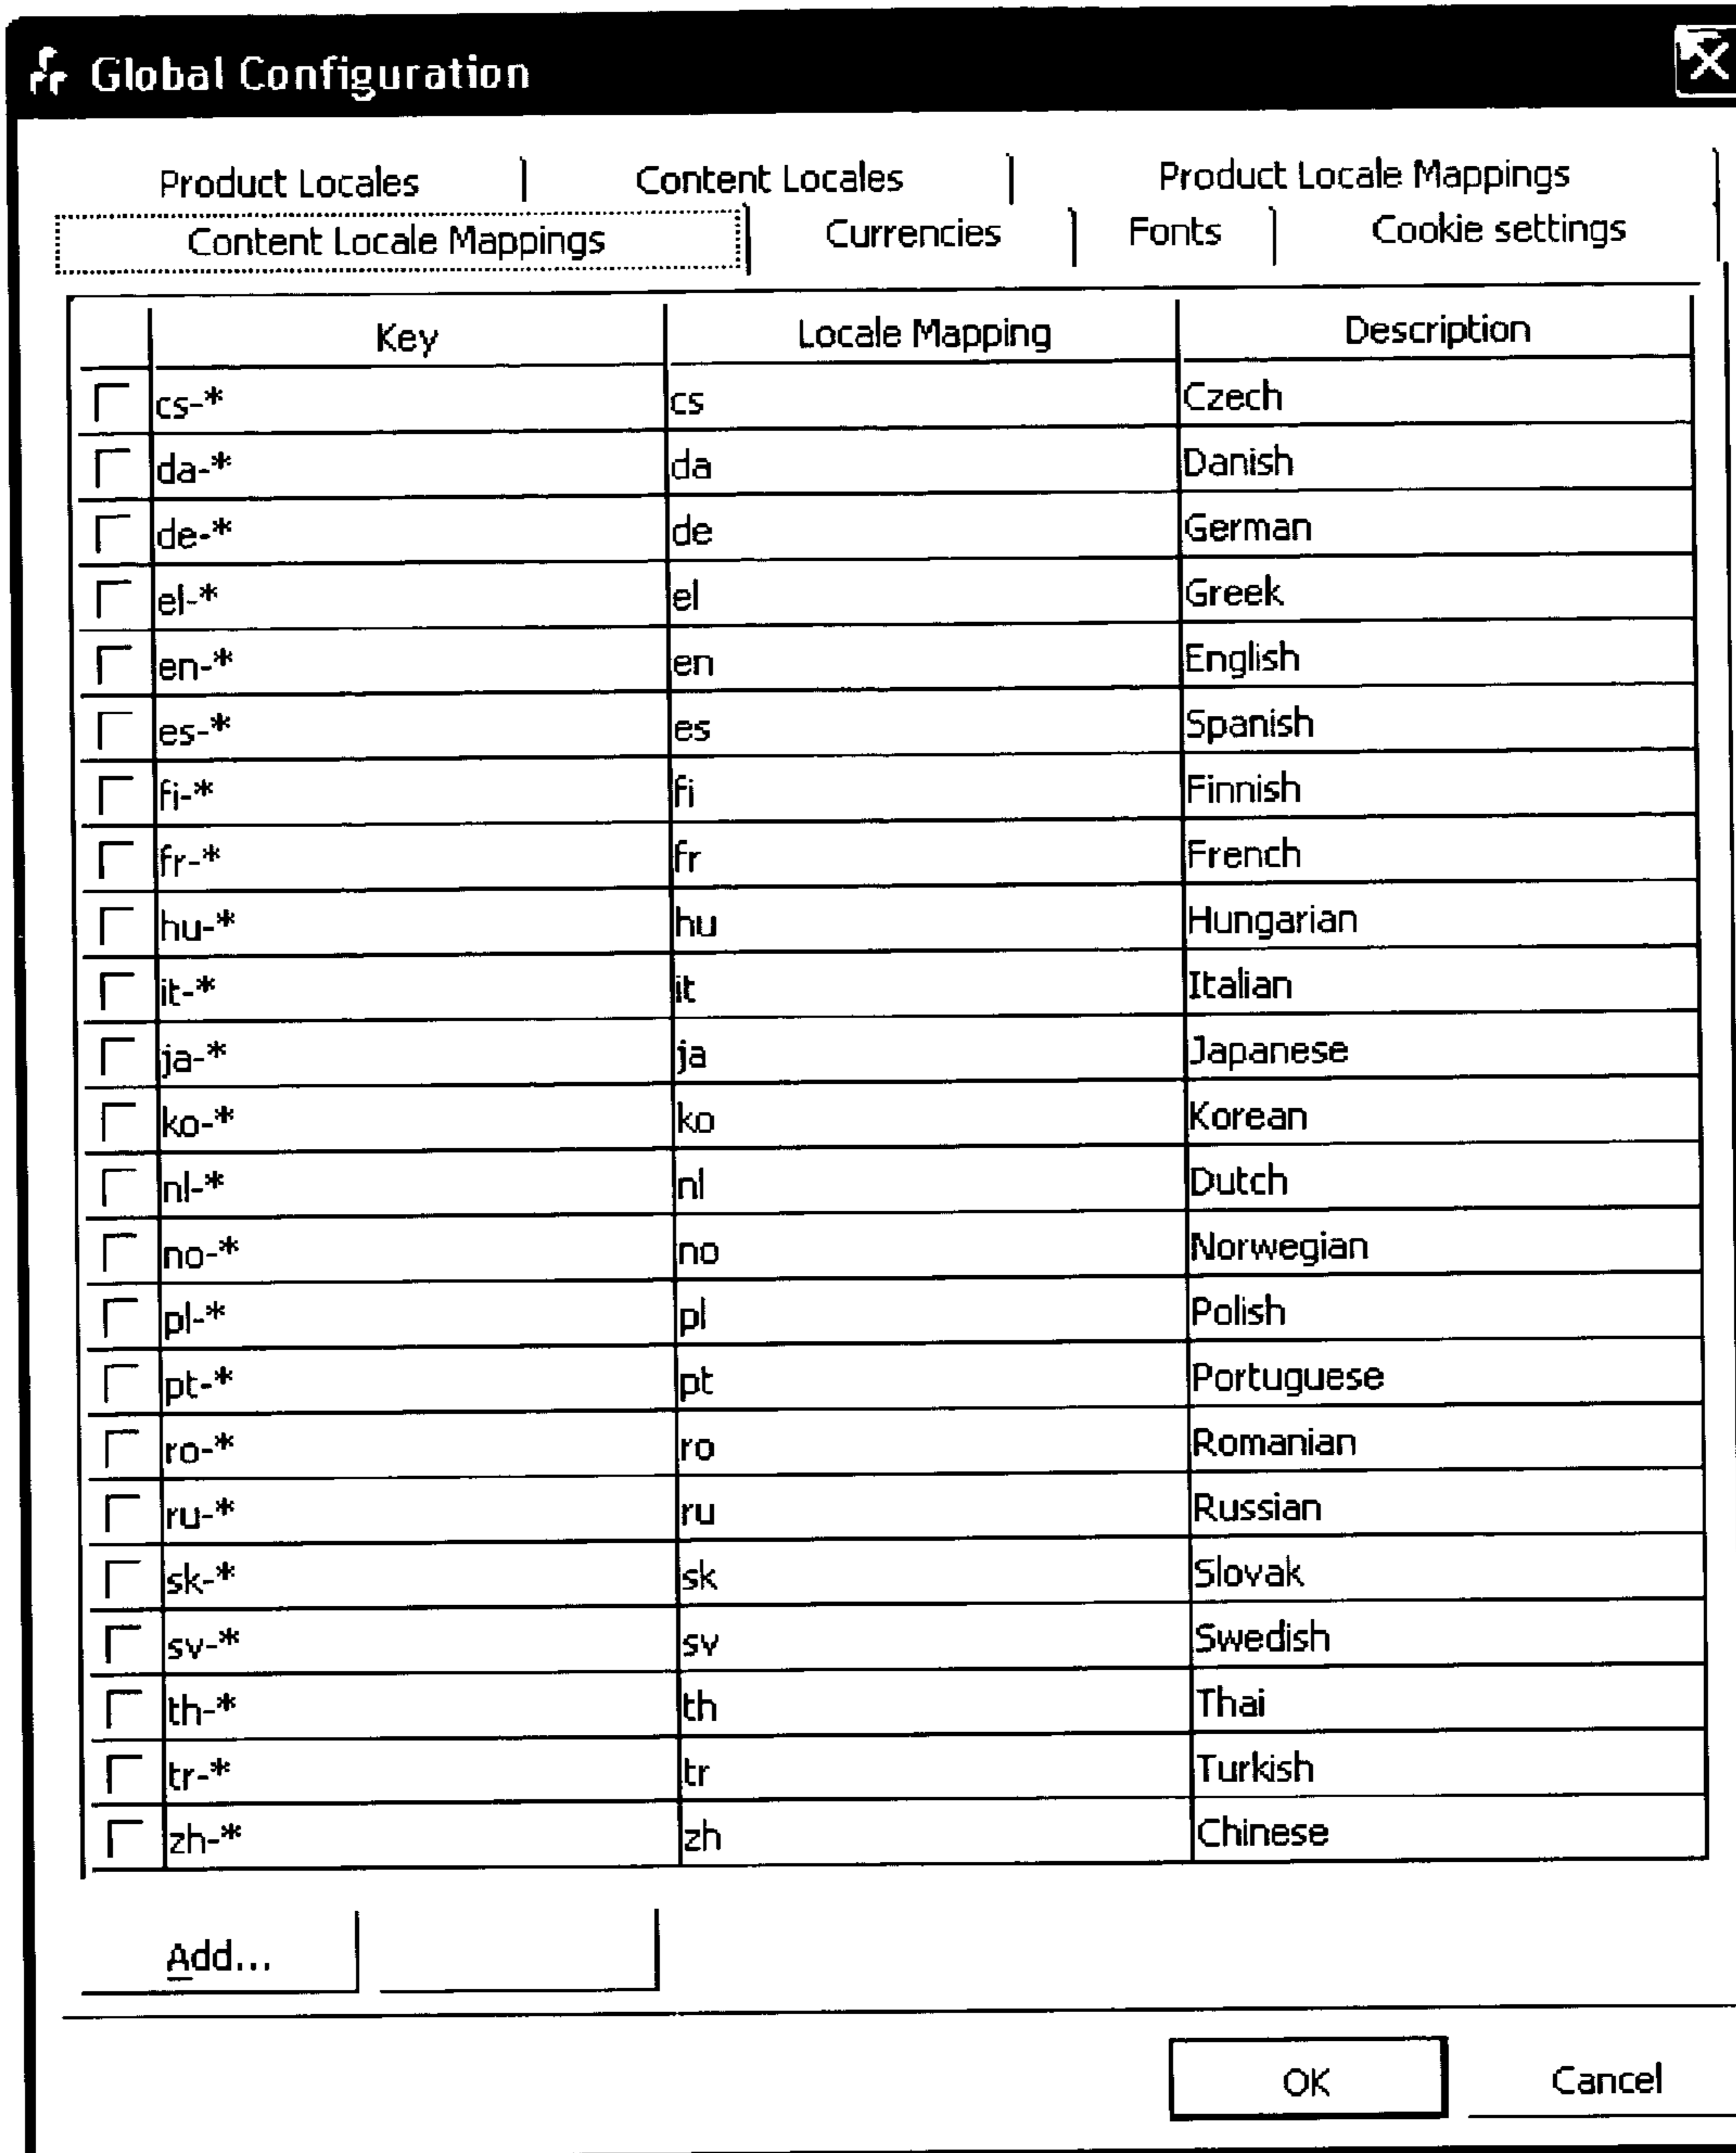 Global Configuration
Product Locales Content Locales Product Locale Mappings
Content Locale Mappings Currencies Fonts Cookie settings
Key Locale Mapping Description
cs-* cs Czech
da-* da Danish
de-* de German
el-* el Greek
en-* en English
es-* es Spanish
fi-* fi Finnish
fr-* fr French
hu-* hu Hungarian
it-* it Italian
ja-* ja Japanese
ko-* ko Korean
nl-* nl Dutch
no-* no Norwegian
pl-* pl Polish
pt-* pt Portuguese
ro-* ro Romanian
ru-* ru Russian
sk-* sk Slovak
sv-* sv Swedish
th-* th Thai
tr-* tr Turkish
zh-* zh Chinese
Add...
OK Cancel